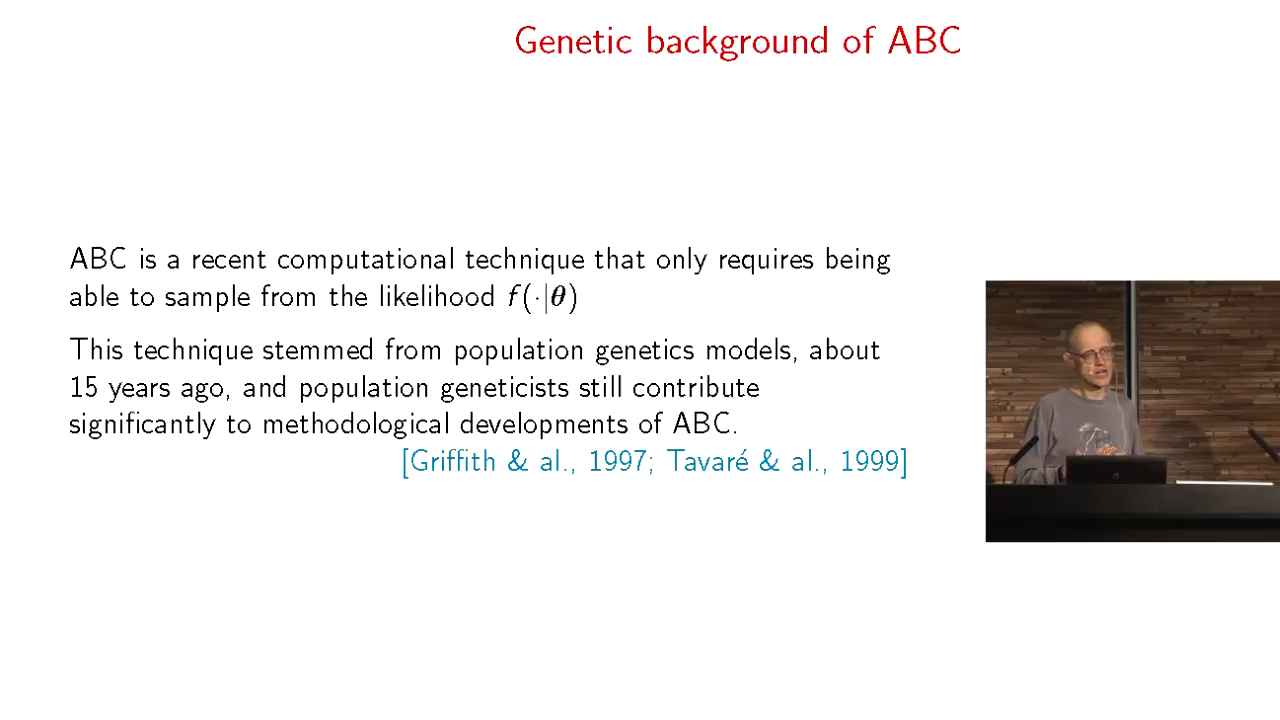 Genetic background of ABC
ABC is a recent computational technique that only requires being
able to sample from the likelihood f(·|θ)
This technique stemmed from population genetics models, about
15 years ago, and population geneticists still contribute
significantly to methodological developments of ABC.
[Griffith & al., 1997; Tavaré & al., 1999]